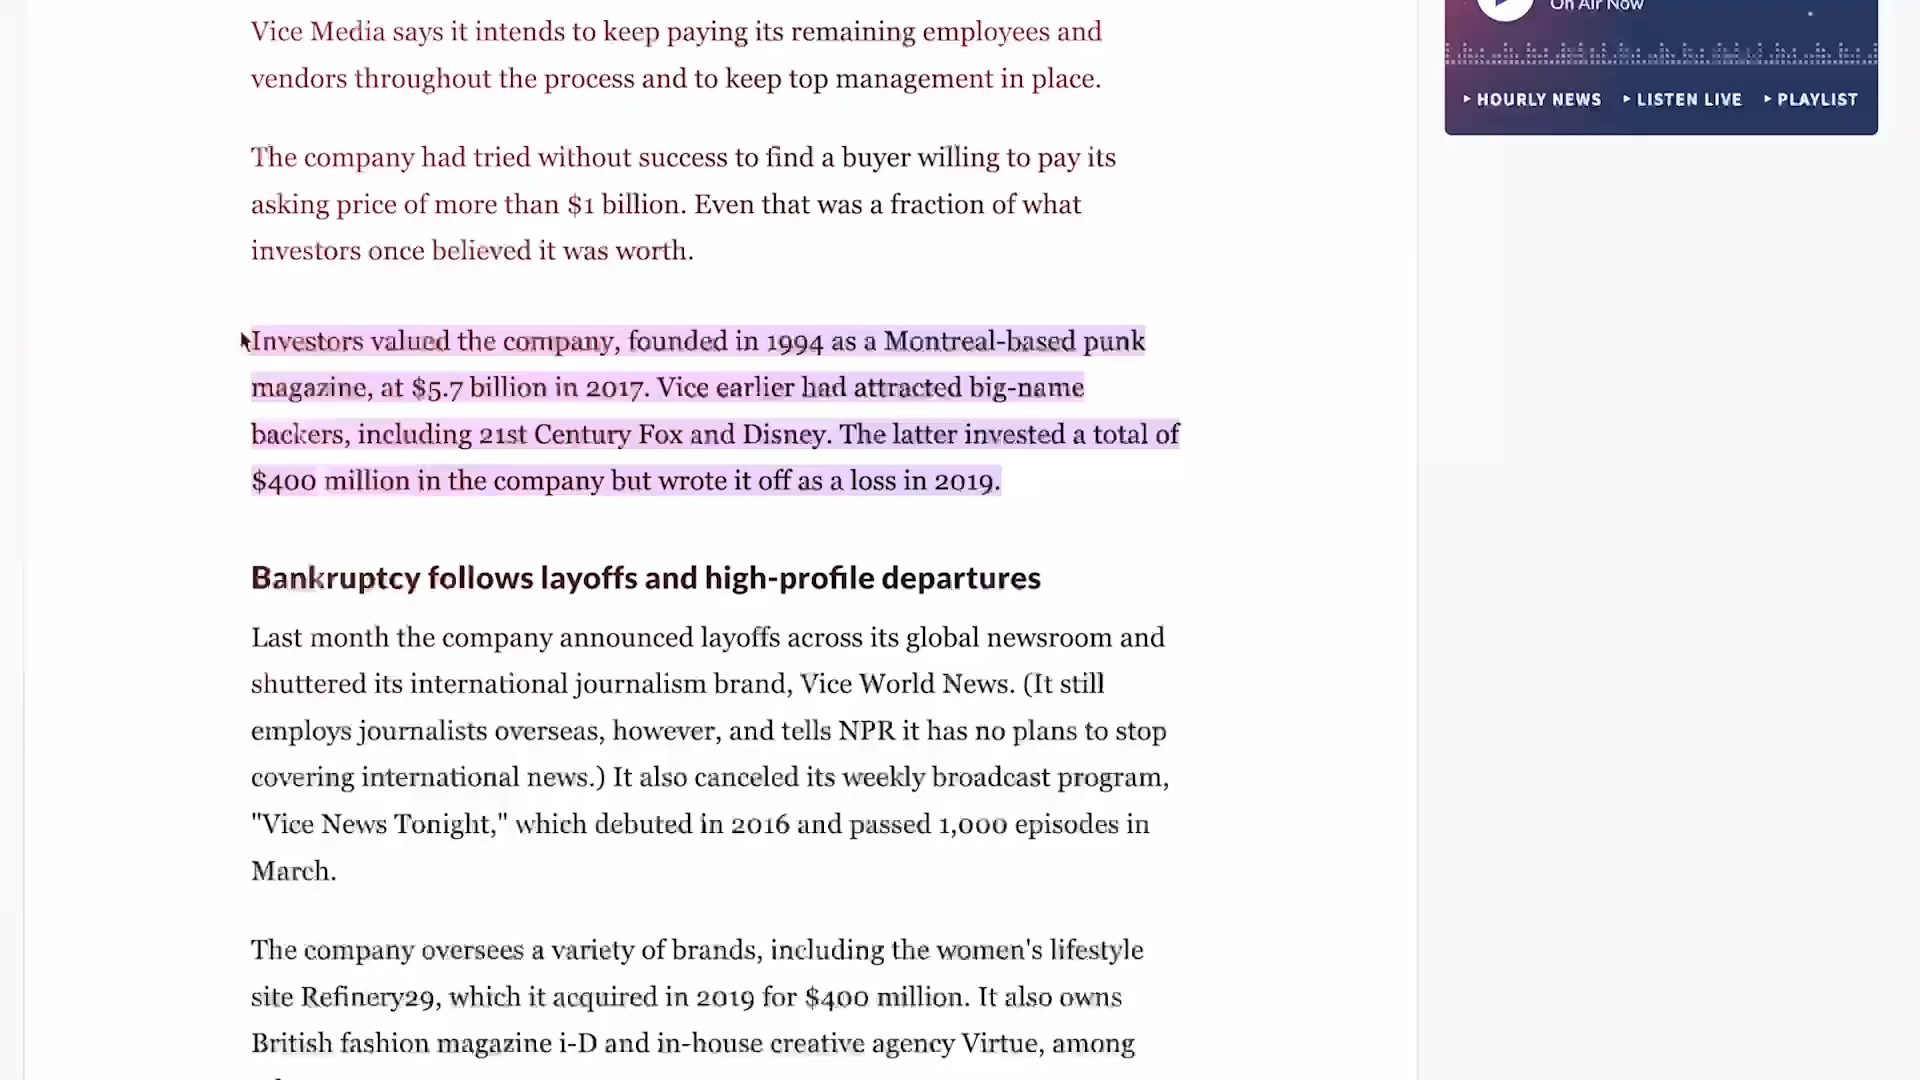 On Air Now
HOURLY NEWS LISTEN LIVE PLAYLIST
Vice Media says it intends to keep paying its remaining employees and
vendors throughout the process and to keep top management in place.
The company had tried without success to find a buyer willing to pay its
asking price of more than $1 billion. Even that was a fraction of what
investors once believed it was worth.
Investors valued the company, founded in 1994 as a Montreal-based punk
magazine, at $5.7 billion in 2017. Vice earlier had attracted big-name
backers, including 21st Century Fox and Disney. The latter invested a total of
$400 million in the company but wrote it off as a loss in 2019.
Bankruptcy follows layoffs and high-profile departures
Last month the company announced layoffs across its global newsroom and
shuttered its international journalism brand, Vice World News. (It still
employs journalists overseas, however, and tells NPR it has no plans to stop
covering international news.) It also canceled its weekly broadcast program,
"Vice News Tonight," which debuted in 2016 and passed 1,000 episodes in
March.
The company oversees a variety of brands, including the women's lifestyle
site Refinery29, which it acquired in 2019 for $400 million. It also owns
British fashion magazine i-D and in-house creative agency Virtue, among